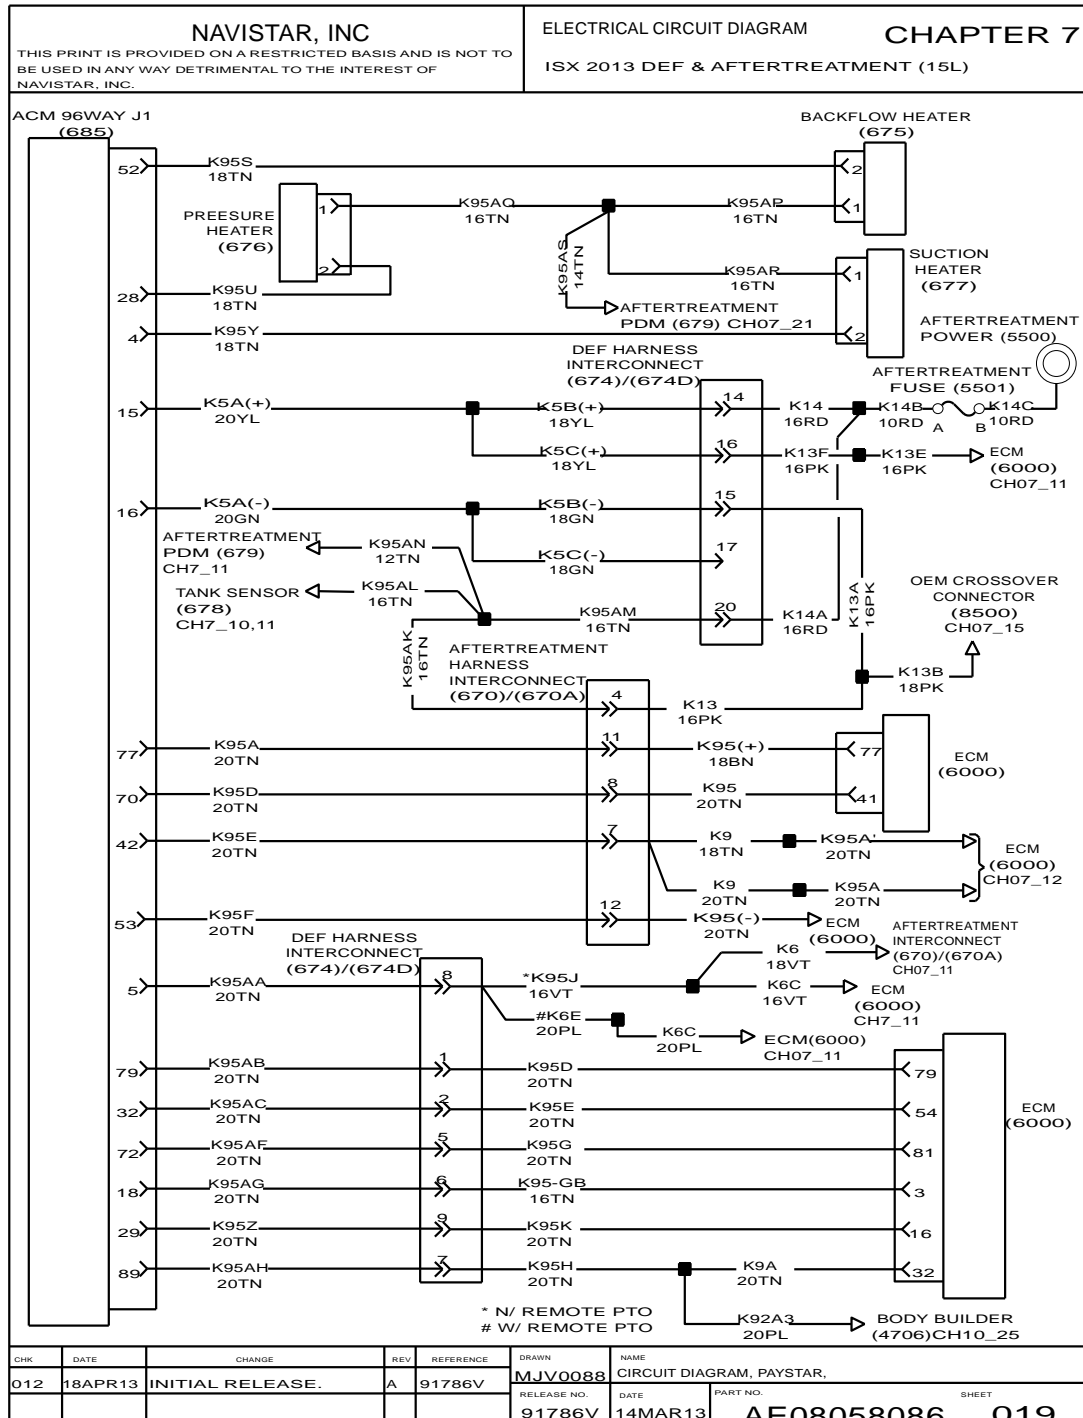 NAVISTAR, INC
THIS PRINT IS PROVIDED ON A RESTRICTED BASIS AND IS NOT TO
BE USED IN ANY WAY DETRIMENTAL TO THE INTEREST OF
NAVISTAR, INC.
ELECTRICAL CIRCUIT DIAGRAM
CHAPTER 7
ISX 2013 DEF & AFTERTREATMENT (15L)
ACM 96WAY J1
(685)
BACKFLOW HEATER
(675)
52
K95S
18TN
2
PREESURE
HEATER
(676)
1
K95AQ
16TN
K95AP
16TN
1
2
K95AS
14TN
K95AR
16TN
1
SUCTION
HEATER
(677)
28
K95U
18TN
AFTERTREATMENT
PDM (679) CH07_21
4
K95Y
18TN
2
AFTERTREATMENT
POWER (5500)
DEF HARNESS
INTERCONNECT
(674)/(674D)
AFTERTREATMENT
FUSE (5501)
15
K5A(+)
20YL
K5B(+)
18YL
14
K14
16RD
K14B
10RD
A
B
K14C
10RD
K5C(+)
18YL
16
K13F
16PK
K13E
16PK
ECM
(6000)
CH07_11
16
K5A(-)
20GN
K5B(-)
18GN
15
AFTERTREATMENT
PDM (679)
CH7_11
K95AN
12TN
K5C(-)
18GN
17
TANK SENSOR
(678)
CH7_10,11
K95AL
16TN
K95AM
16TN
20
K14A
16RD
K13A
16PK
OEM CROSSOVER
CONNECTOR
(8500)
CH07_15
K95AK
16TN
AFTERTREATMENT
HARNESS
INTERCONNECT
(670)/(670A)
K13B
18PK
4
K13
16PK
77
K95A
20TN
11
K95(+)
18BN
77
ECM
(6000)
70
K95D
20TN
8
K95
20TN
41
42
K95E
20TN
7
K9
18TN
K95A'
20TN
ECM
(6000)
CH07_12
K9
20TN
K95A
20TN
53
K95F
20TN
12
K95(-)
20TN
ECM
(6000)
AFTERTREATMENT
INTERCONNECT
(670)/(670A)
CH07_11
DEF HARNESS
INTERCONNECT
(674)/(674D)
K6
18VT
5
K95AA
20TN
8
*K95J
16VT
K6C
16VT
ECM
(6000)
CH7_11
#K6E
20PL
K6C
20PL
ECM(6000)
CH07_11
79
K95AB
20TN
1
K95D
20TN
79
32
K95AC
20TN
2
K95E
20TN
54
ECM
(6000)
72
K95AF
20TN
5
K95G
20TN
81
18
K95AG
20TN
6
K95-GB
16TN
3
29
K95Z
20TN
9
K95K
20TN
16
89
K95AH
20TN
7
K95H
20TN
K9A
20TN
32
* N/ REMOTE PTO
# W/ REMOTE PTO
K92A3
20PL
BODY BUILDER
(4706)CH10_25
CHK
DATE
CHANGE
REV
REFERENCE
DRAWN
NAME
012
18APR13
INITIAL RELEASE.
A
91786V
MJV0088
CIRCUIT DIAGRAM, PAYSTAR,
RELEASE NO.
DATE
PART NO.
SHEET
91786V
14MAR13
AE08058086
019